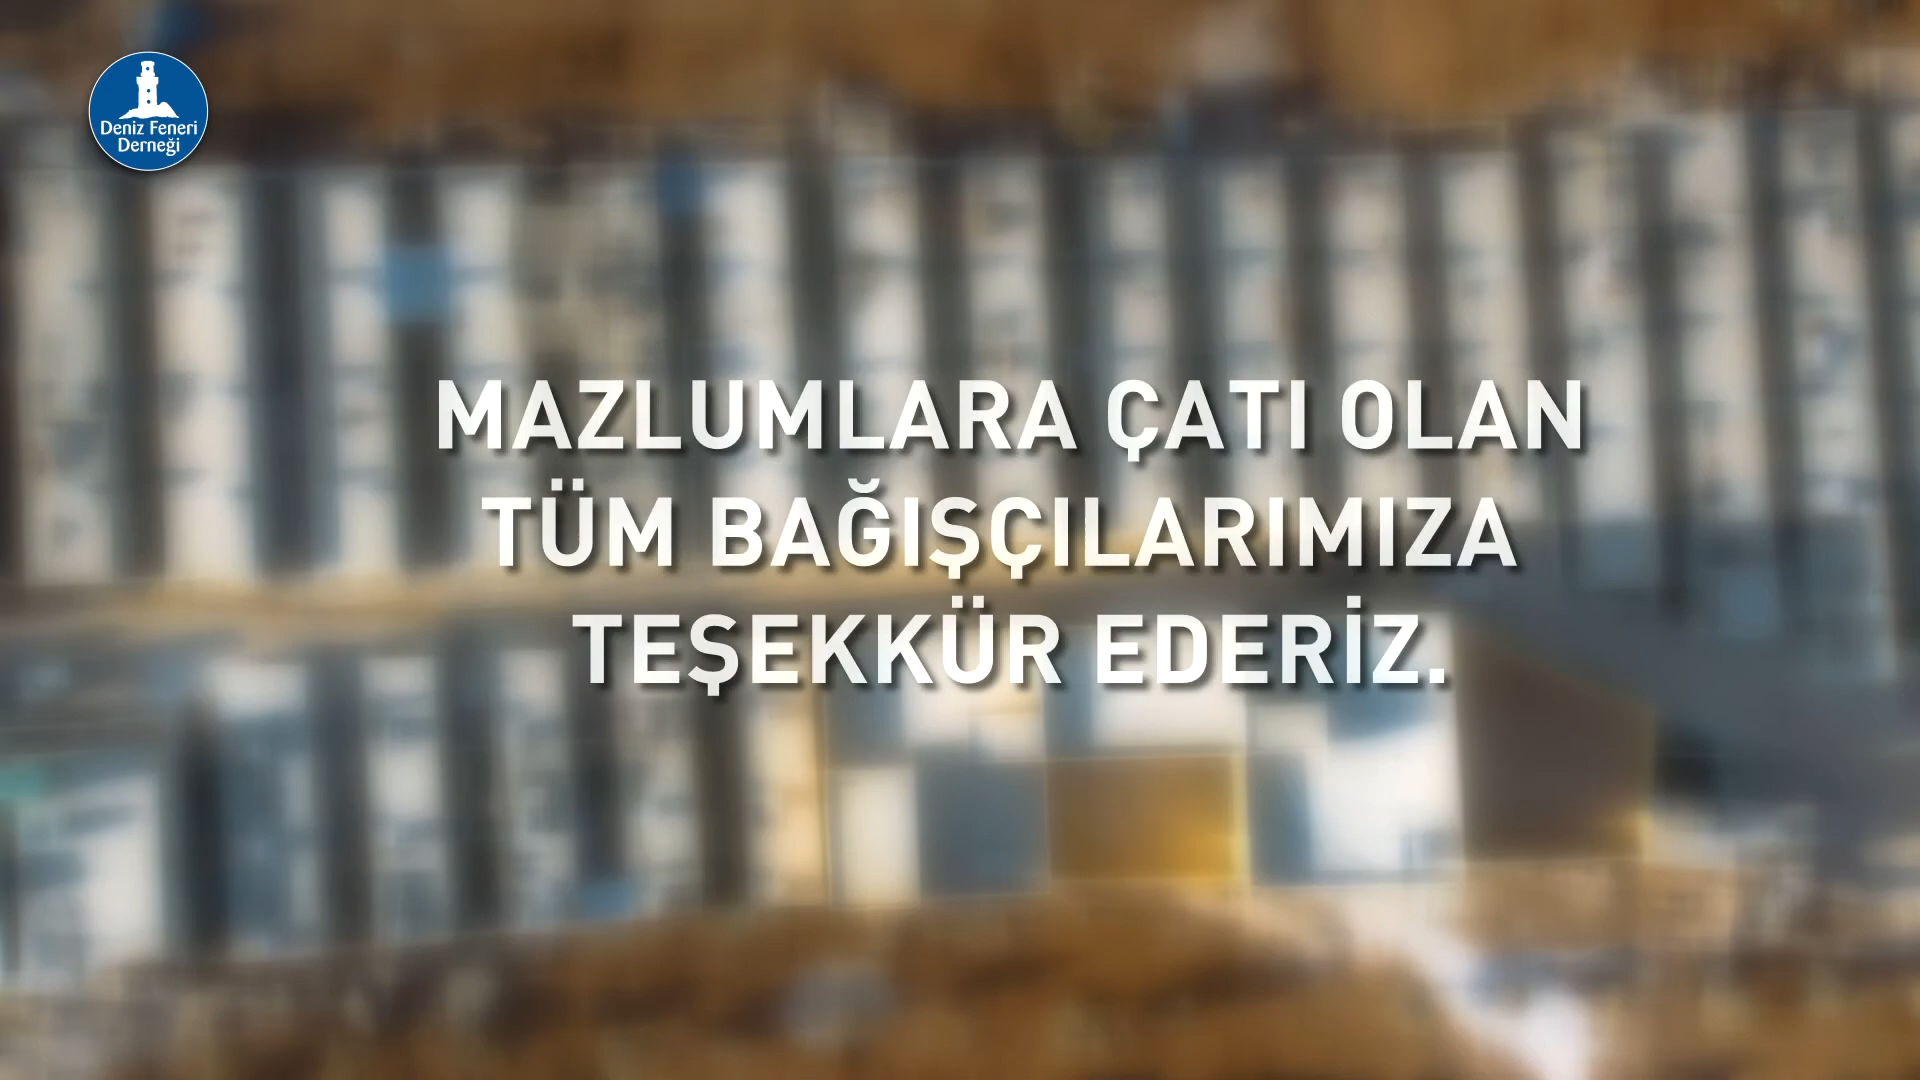 Deniz Feneri
Derneği
MAZLUMLARA ÇATI OLAN
TÜM BAĞIŞÇILARIMIZA
TEŞEKKÜR EDERİZ.